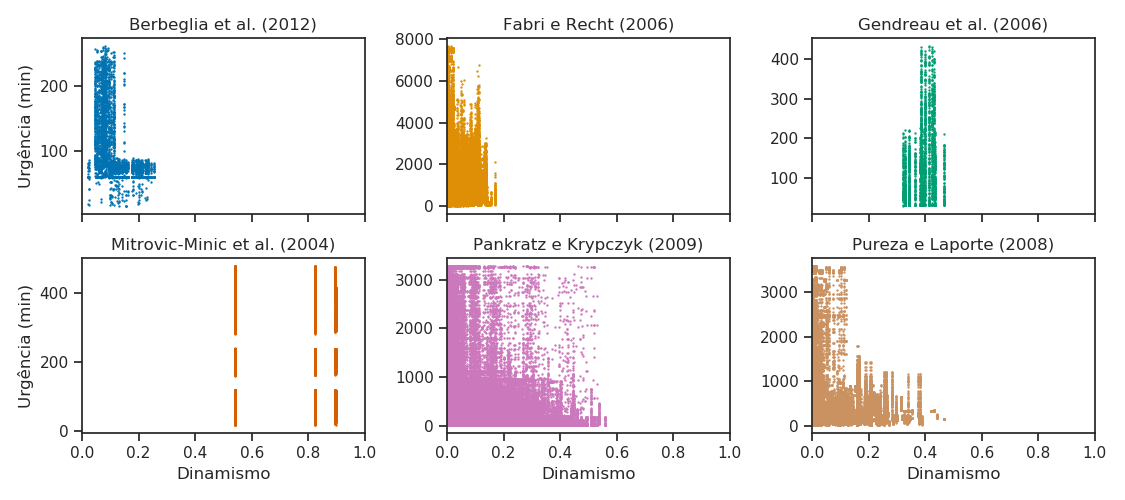 Berbeglia et al. (2012)
Fabri e Recht (2006)
Gendreau et al. (2006)
Urgência (min)
200
100
8000
6000
4000
2000
0
400
300
200
100
Mitrovic-Minic et al. (2004)
Pankratz e Krypczyk (2009)
Pureza e Laporte (2008)
Urgência (min)
400
200
0
3000
2000
1000
0
3000
2000
1000
0
0.0 0.2 0.4 0.6 0.8 1.0
0.0 0.2 0.4 0.6 0.8 1.0
0.0 0.2 0.4 0.6 0.8 1.0
Dinamismo
Dinamismo
Dinamismo